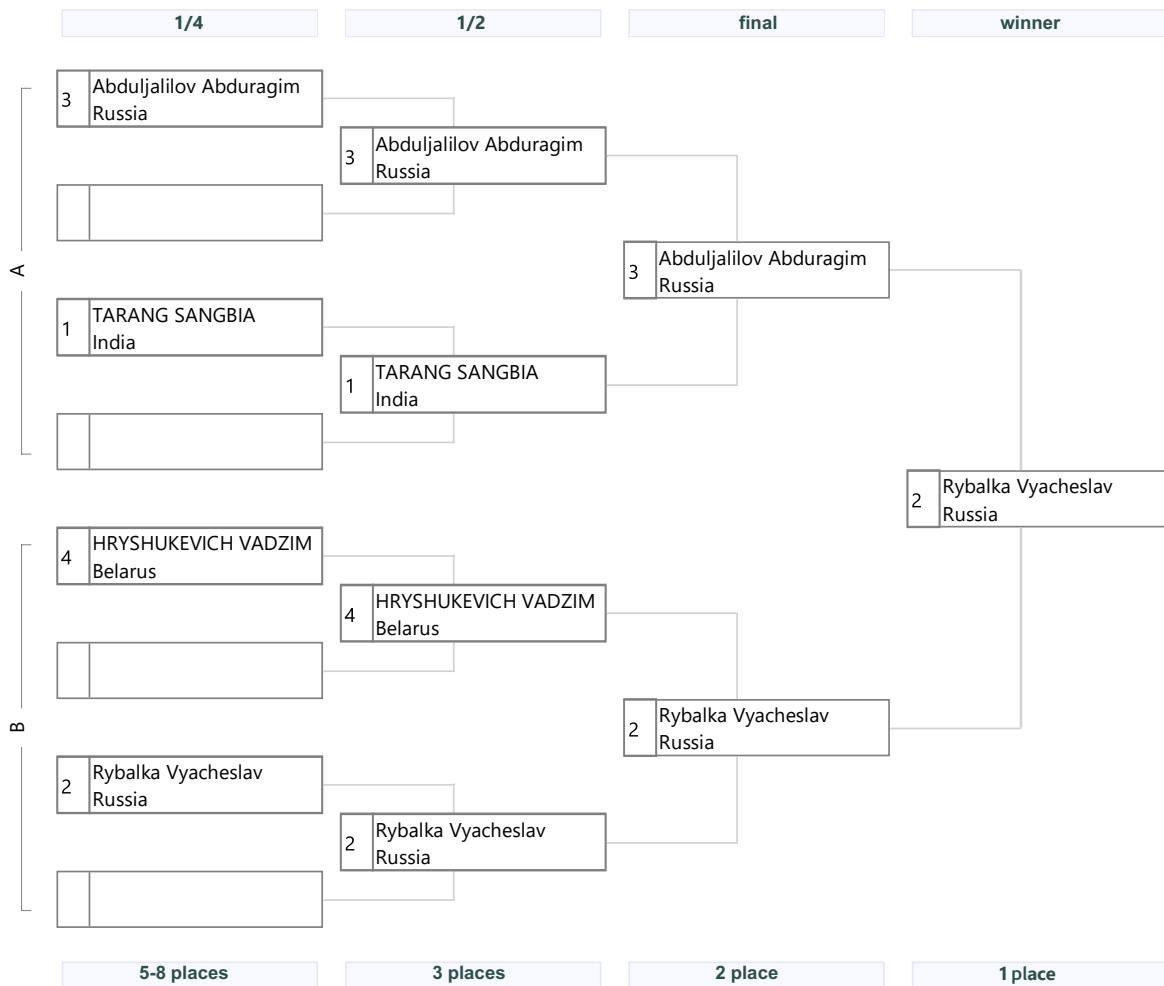 1/4
1/2
final
winner
3
Abduljalilov Abduragim
Russia
3
Abduljalilov Abduragim
Russia
A
3
Abduljalilov Abduragim
Russia
1
TARANG SANGBIA
India
1
TARANG SANGBIA
India
2
Rybalka Vyacheslav
Russia
4
HRYSHUKEVICH VADZIM
Belarus
4
HRYSHUKEVICH VADZIM
Belarus
B
2
Rybalka Vyacheslav
Russia
2
Rybalka Vyacheslav
Russia
2
Rybalka Vyacheslav
Russia
5-8 places
3 places
2 place
1 place